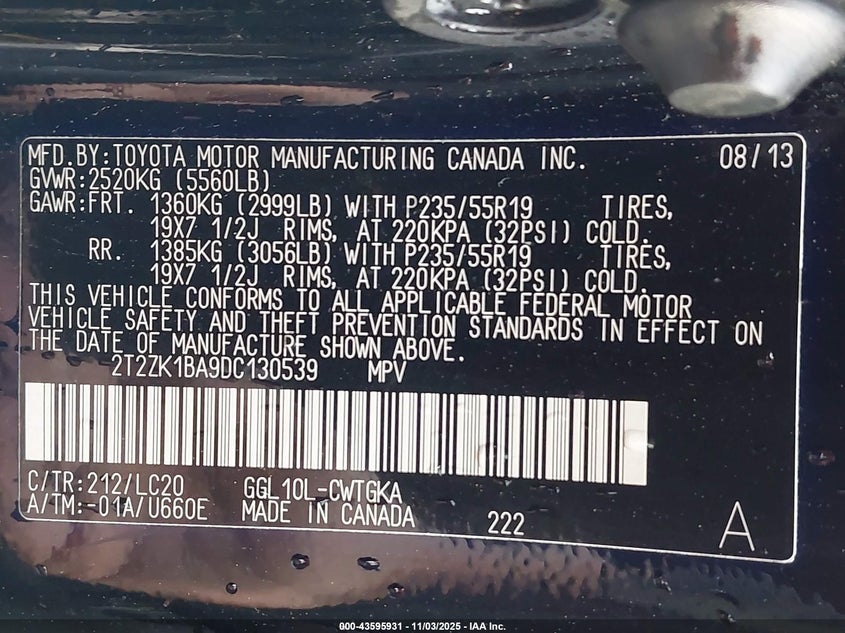 MFD.BY:TOYOTA MOTOR MANUFACTURING CANADA INC. 08/13
GVWR:2520KG (5560LB)
GAWR:FRT. 1360KG (2999LB) WITH P235/55R19 TIRES,
19X7 1/2J RIMS, AT 220KPA (32PSI) COLD.
RR. 1385KG (3056LB) WITH P235/55R19 TIRES,
19X7 1/2J RIMS, AT 220KPA (32PSI) COLD.
THIS VEHICLE CONFORMS TO ALL APPLICABLE FEDERAL MOTOR
VEHICLE SAFETY AND THEFT PREVENTION STANDARDS IN EFFECT ON
THE DATE OF MANUFACTURE SHOWN ABOVE.
2T2ZK1BA9DC130539 MPV
C/TR:212/LC20 GGL10L-CWTGKA
A/TM:-01A/U660E MADE IN CANADA 222 A
000-43595931 - 11/03/2025 - IAA Inc.